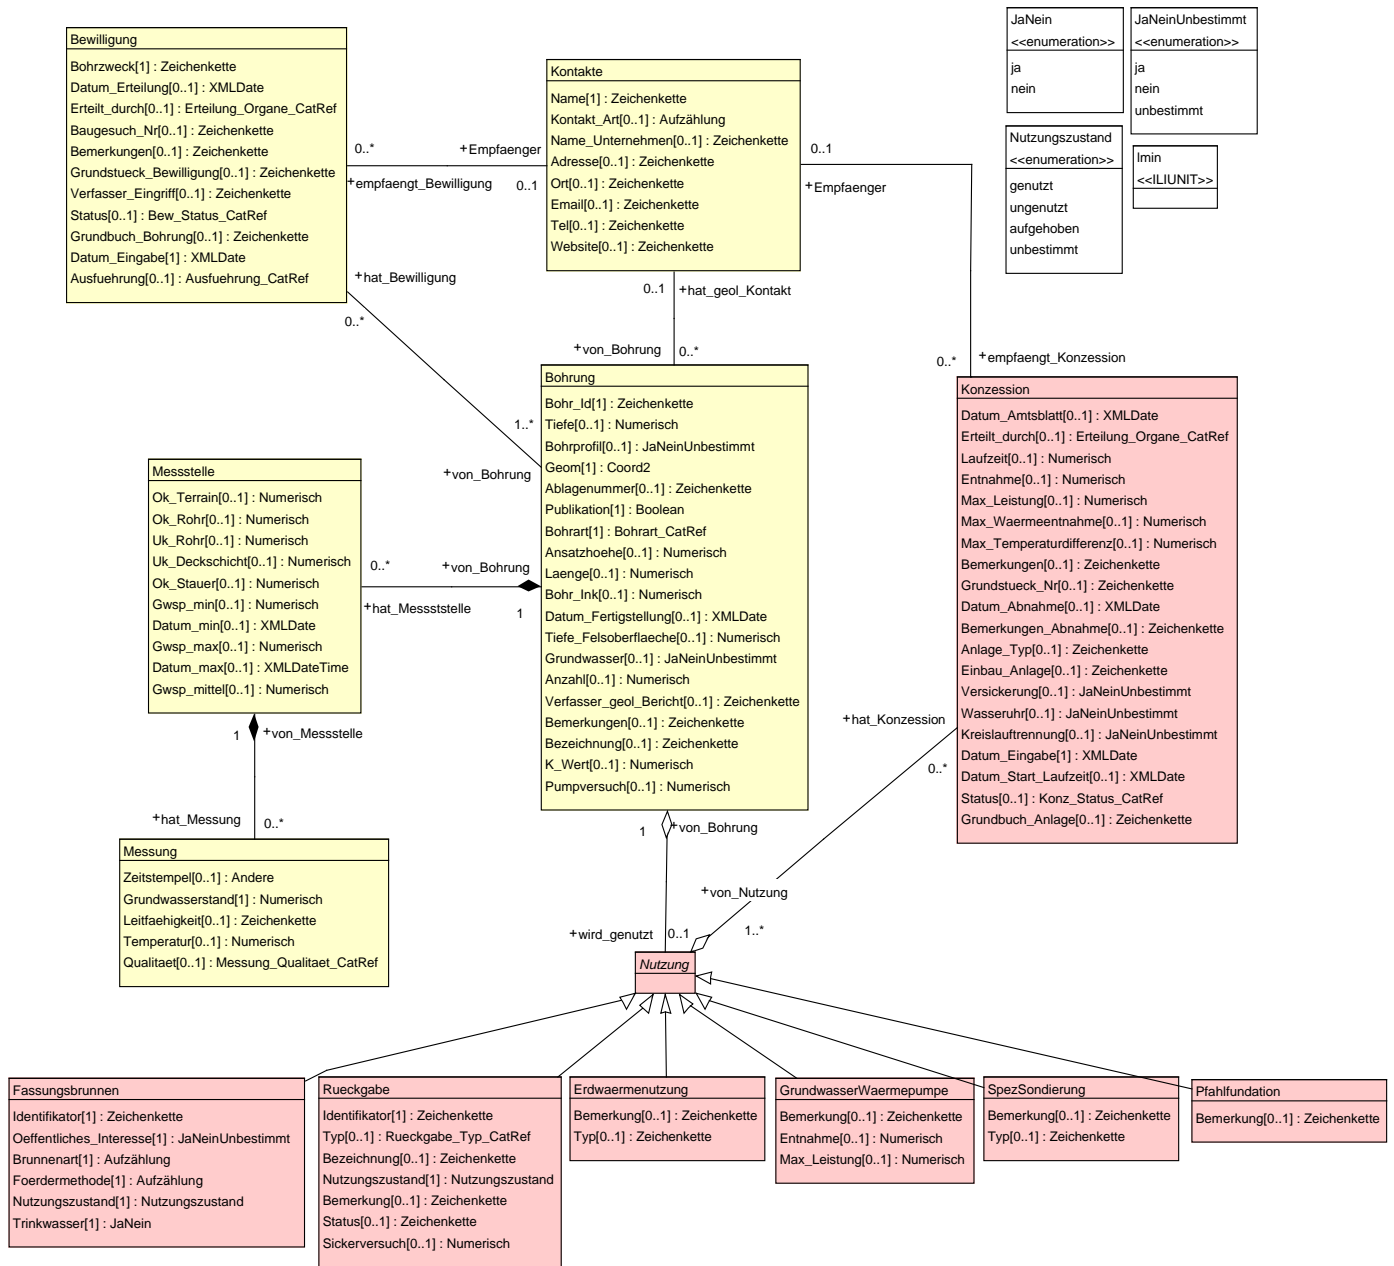 Bewilligung
Bohrzweck[1] : Zeichenkette
Datum_Erteilung[0..1] : XMLDate
Erteilt_durch[0..1] : Erteilung_Organe_CatRef
Baugesuch_Nr[0..1] : Zeichenkette
Bemerkungen[0..1] : Zeichenkette
Grundstueck_Bewilligung[0..1] : Zeichenkette
Verfasser_Eingriff[0..1] : Zeichenkette
Status[0..1] : Bew_Status_CatRef
Grundbuch_Bohrung[0..1] : Zeichenkette
Datum_Eingabe[1] : XMLDate
Ausfuehrung[0..1] : Ausfuehrung_CatRef
0..*
+Empfaenger
+empfaengt_Bewilligung
0..1
Kontakte
Name[1] : Zeichenkette
Kontakt_Art[0..1] : Aufzählung
Name_Unternehmen[0..1] : Zeichenkette
Adresse[0..1] : Zeichenkette
Ort[0..1] : Zeichenkette
Email[0..1] : Zeichenkette
Tel[0..1] : Zeichenkette
Website[0..1] : Zeichenkette
0..1
+Empfaenger
JaNein
<<enumeration>>
ja
nein
JaNeinUnbestimmt
<<enumeration>>
ja
nein
unbestimmt
Nutzungszustand
<<enumeration>>
genutzt
ungenutzt
aufgehoben
unbestimmt
lmin
<<ILIUNIT>>
+hat_Bewilligung
0..*
0..1
+hat_geol_Kontakt
+von_Bohrung
0..*
0..*
+empfaengt_Konzession
1..*
+von_Bohrung
Bohrung
Bohr_Id[1] : Zeichenkette
Tiefe[0..1] : Numerisch
Bohrprofil[0..1] : JaNeinUnbestimmt
Geom[1] : Coord2
Ablagenummer[0..1] : Zeichenkette
Publikation[1] : Boolean
Bohrart[1] : Bohrart_CatRef
Ansatzhoehe[0..1] : Numerisch
Laenge[0..1] : Numerisch
Bohr_Ink[0..1] : Numerisch
Datum_Fertigstellung[0..1] : XMLDate
Tiefe_Felsoberflaeche[0..1] : Numerisch
Grundwasser[0..1] : JaNeinUnbestimmt
Anzahl[0..1] : Numerisch
Verfasser_geol_Bericht[0..1] : Zeichenkette
Bemerkungen[0..1] : Zeichenkette
Bezeichnung[0..1] : Zeichenkette
K_Wert[0..1] : Numerisch
Pumpversuch[0..1] : Numerisch
Konzession
Datum_Amtsblatt[0..1] : XMLDate
Erteilt_durch[0..1] : Erteilung_Organe_CatRef
Laufzeit[0..1] : Numerisch
Entnahme[0..1] : Numerisch
Max_Leistung[0..1] : Numerisch
Max_Waermeentnahme[0..1] : Numerisch
Max_Temperaturdifferenz[0..1] : Numerisch
Bemerkungen[0..1] : Zeichenkette
Grundstueck_Nr[0..1] : Zeichenkette
Datum_Abnahme[0..1] : XMLDate
Bemerkungen_Abnahme[0..1] : Zeichenkette
Anlage_Typ[0..1] : Zeichenkette
Einbau_Anlage[0..1] : Zeichenkette
Versickerung[0..1] : JaNeinUnbestimmt
Wasseruhr[0..1] : JaNeinUnbestimmt
Kreislauftrennung[0..1] : JaNeinUnbestimmt
Datum_Eingabe[1] : XMLDate
Datum_Start_Laufzeit[0..1] : XMLDate
Status[0..1] : Konz_Status_CatRef
Grundbuch_Anlage[0..1] : Zeichenkette
Messstelle
Ok_Terrain[0..1] : Numerisch
Ok_Rohr[0..1] : Numerisch
Uk_Rohr[0..1] : Numerisch
Uk_Deckschicht[0..1] : Numerisch
Ok_Stauer[0..1] : Numerisch
Gwsp_min[0..1] : Numerisch
Datum_min[0..1] : XMLDate
Gwsp_max[0..1] : Numerisch
Datum_max[0..1] : XMLDateTime
Gwsp_mittel[0..1] : Numerisch
0..*
+von_Bohrung
+hat_Messststelle
1
1
+von_Messstelle
+hat_Messung
0..*
Messung
Zeitstempel[0..1] : Andere
Grundwasserstand[1] : Numerisch
Leitfaehigkeit[0..1] : Zeichenkette
Temperatur[0..1] : Numerisch
Qualitaet[0..1] : Messung_Qualitaet_CatRef
+hat_Konzession
0..*
1
+von_Bohrung
+von_Nutzung
+wird_genutzt
0..1
1..*
Nutzung
Fassungsbrunnen
Identifikator[1] : Zeichenkette
Oeffentliches_Interesse[1] : JaNeinUnbestimmt
Brunnenart[1] : Aufzählung
Foerdermethode[1] : Aufzählung
Nutzungszustand[1] : Nutzungszustand
Trinkwasser[1] : JaNein
Rueckgabe
Identifikator[1] : Zeichenkette
Typ[0..1] : Rueckgabe_Typ_CatRef
Bezeichnung[0..1] : Zeichenkette
Nutzungszustand[1] : Nutzungszustand
Bemerkung[0..1] : Zeichenkette
Status[0..1] : Zeichenkette
Sickerversuch[0..1] : Numerisch
Erdwaermenutzung
Bemerkung[0..1] : Zeichenkette
Typ[0..1] : Zeichenkette
GrundwasserWaermepumpe
Bemerkung[0..1] : Zeichenkette
Entnahme[0..1] : Numerisch
Max_Leistung[0..1] : Numerisch
SpezSondierung
Bemerkung[0..1] : Zeichenkette
Typ[0..1] : Zeichenkette
Pfahlfundation
Bemerkung[0..1] : Zeichenkette